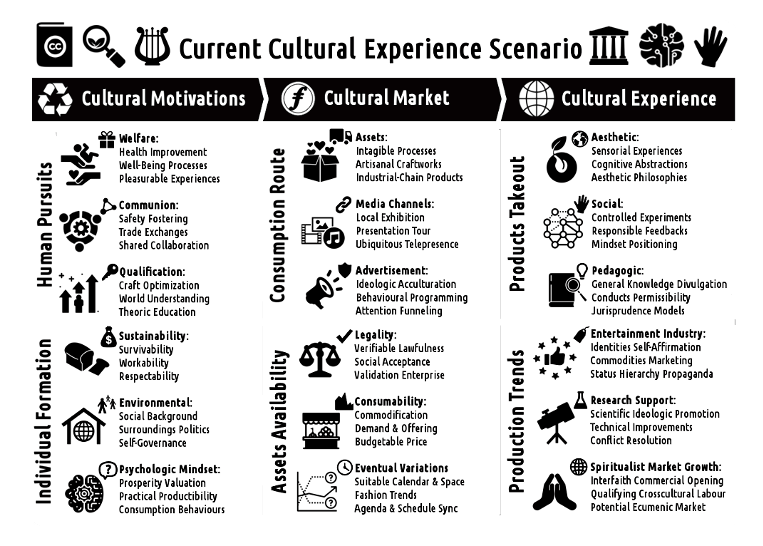 Current Cultural Experience Scenario
Cultural Motivations
Human Pursuits
Welfare:
Health Improvement
Well-Being Processes
Pleasurable Experiences
Communion:
Safety Fostering
Trade Exchanges
Shared Collaboration
Qualification:
Craft Optimization
World Understanding
Theoric Education
Individual Formation
$
Sustainability:
Survivability
Workability
Respectability
Environmental:
Social Background
Surroundings Politics
Self-Governance
?
Psychologic Mindset:
Prosperity Valuation
Practical Productibility
Consumption Behaviours
Cultural Market
Consumption Route
Assets:
Intagible Processes
Artisanal Craftworks
Industrial-Chain Products
Media Channels:
Local Exhibition
Presentation Tour
Ubiquitous Telepresence
Advertisement:
Ideologic Acculturation
Behavioural Programming
Attention Funneling
Assets Availability
Legality:
Verifiable Lawfulness
Social Acceptance
Validation Enterprise
Consumability:
Commodification
Demand & Offering
Budgetable Price
? ?
Eventual Variations
Suitable Calendar & Space
Fashion Trends
Agenda & Schedule Sync
Cultural Experience
Products Takeout
Aesthetic:
Sensorial Experiences
Cognitive Abstractions
Aesthetic Philosophies
Social:
Controlled Experiments
Responsible Feedbacks
Mindset Positioning
Pedagogic:
General Knowledge Divulgation
Conducts Permissibility
Jurisprudence Models
Production Trends
Entertainment Industry:
Identities Self-Affirmation
Commodities Marketing
Status Hierarchy Propaganda
Research Support:
Scientific Ideologic Promotion
Technical Improvements
Conflict Resolution
Spiritualist Market Growth:
Interfaith Commercial Opening
Qualifying Crosscultural Labour
Potential Ecumenic Market
cc